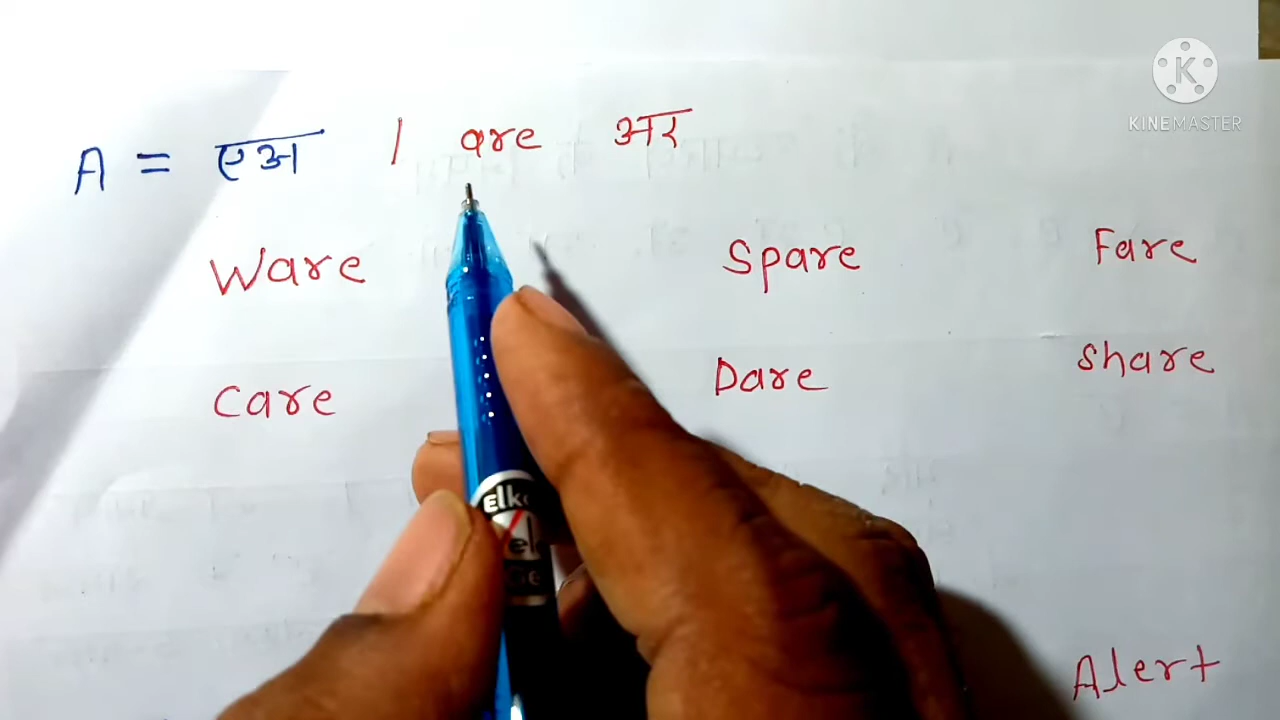 A = एअ / are अर
Ware Spare Fare
Care Dare Share
Alert
KINEMASTER